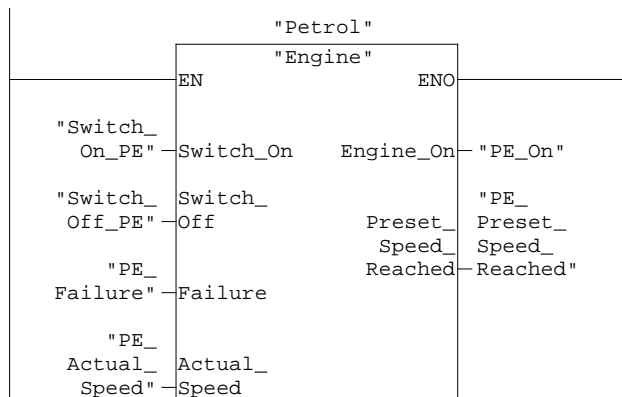 "Petrol"
"Engine"
EN ENO
"Switch_
On_PE" Switch_On Engine_On "PE_On"
"Switch_ Switch_ "PE_
Off_PE" Off Preset_ Preset_
Speed_ Speed_
"PE_ Reached Reached"
Failure" Failure
"PE_
Actual_ Actual_
Speed" Speed